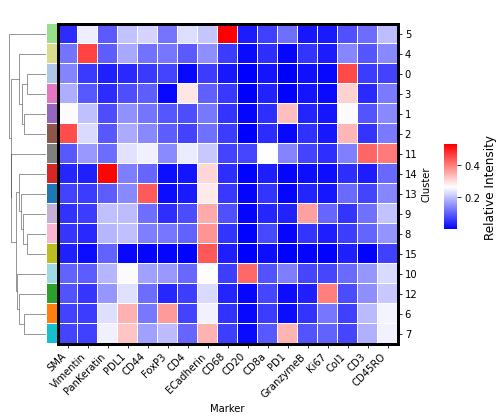 5
4
0
3
1
2
11
14
13
9
8
15
10
12
6
7
Cluster
0.4
0.2
Relative Intensity
SMA
Vimentin
PanKeratin
PDL1
CD44
FoxP3
CD4
ECadherin
CD68
CD20
CD8a
PD1
GranzymeB
Ki67
Col1
CD3
CD45RO
Marker